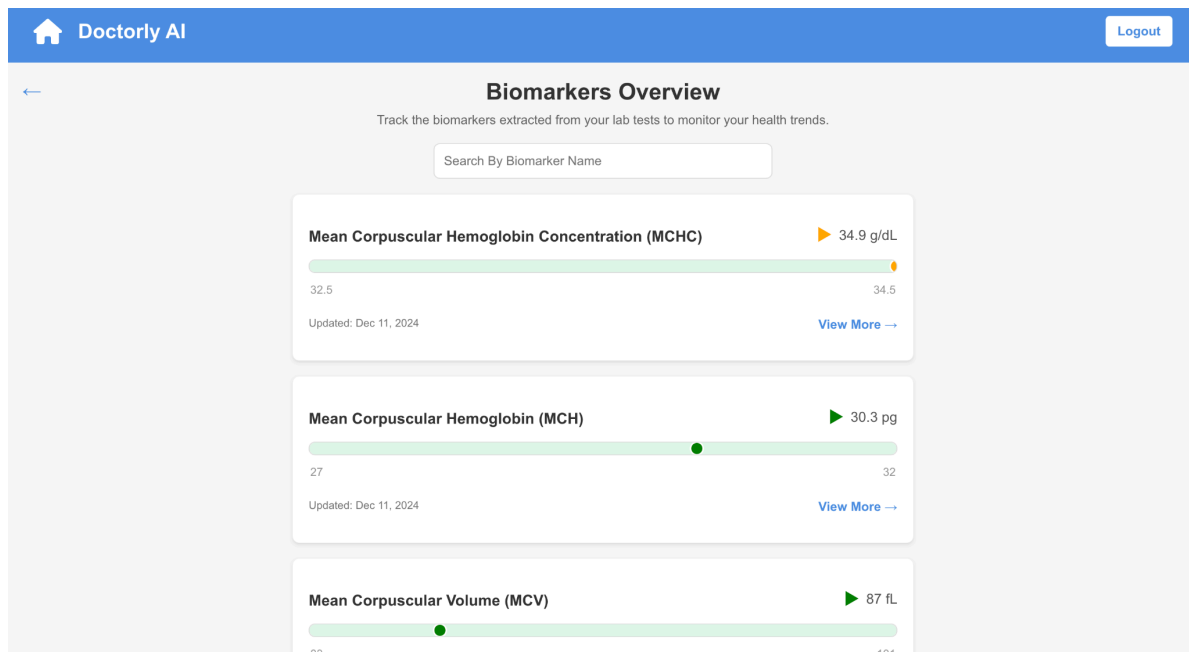 Doctorly AI
Logout
←
Biomarkers Overview
Track the biomarkers extracted from your lab tests to monitor your health trends.
Search By Biomarker Name
Mean Corpuscular Hemoglobin Concentration (MCHC) 34.9 g/dL
32.5 34.5
Updated: Dec 11, 2024 View More →
Mean Corpuscular Hemoglobin (MCH) 30.3 pg
27 32
Updated: Dec 11, 2024 View More →
Mean Corpuscular Volume (MCV) 87 fL